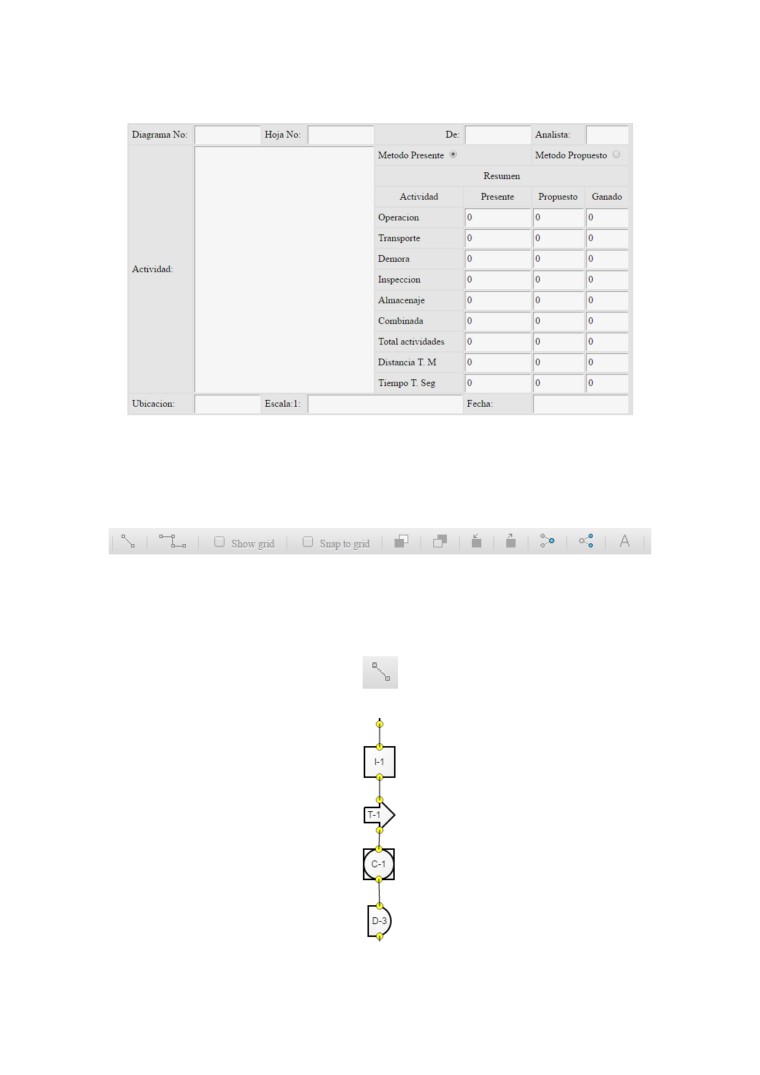 Diagrama No: Hoja No: De: Analista:
Metodo Presente Metodo Propuesto
Resumen
Actividad Presente Propuesto Ganado
Operacion 0 0 0
Transporte 0 0 0
Demora 0 0 0
Actividad:
Inspeccion 0 0 0
Almacenaje 0 0 0
Combinada 0 0 0
Total actividades 0 0 0
Distancia T. M 0 0 0
Tiempo T. Seg 0 0 0
Ubicacion: Escala:1: Fecha:
Show grid Snap to grid A
I-1
T-1
C-1
D-3